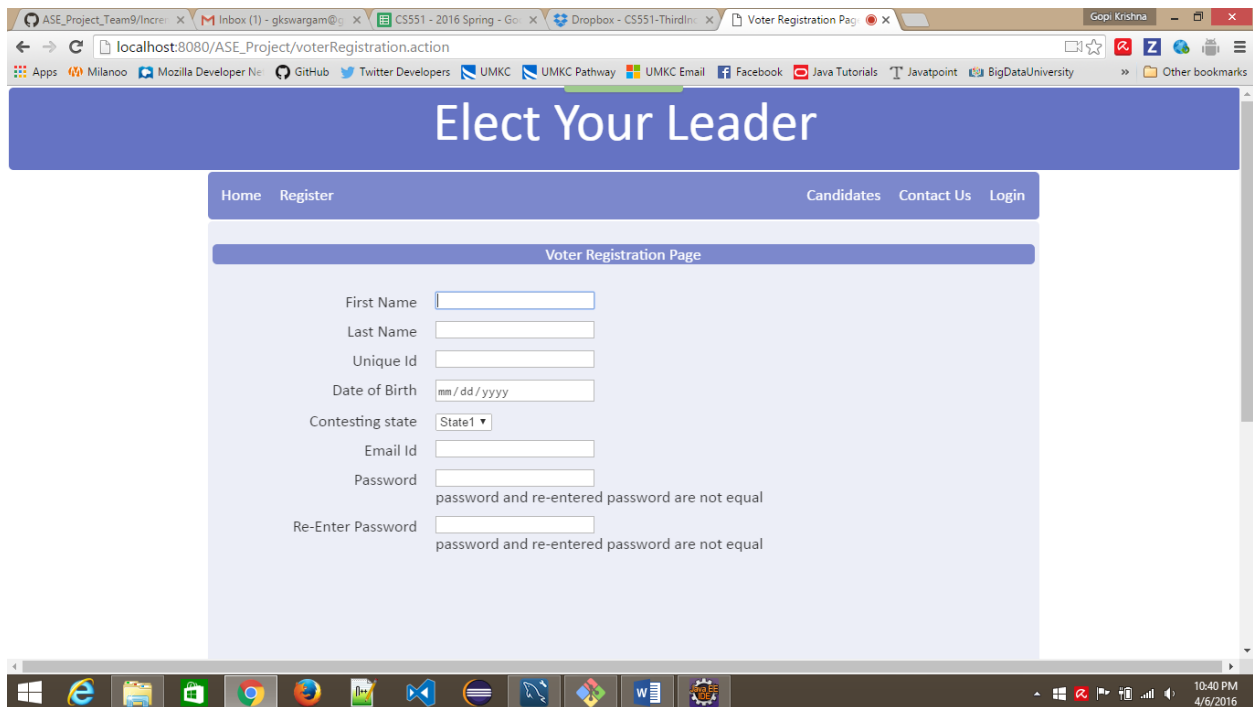 ASE_Project_Team9/Increr Inbox (1) - gkswargam@g CS551 - 2016 Spring - Goo Dropbox - CS551-ThirdInc Voter Registration Page Gopi Krishna
localhost:8080/ASE_Project/voterRegistration.action
Apps Milanoo Mozilla Developer Ne GitHub Twitter Developers UMKC UMKC Pathway UMKC Email Facebook Java Tutorials Javatpoint BigDataUniversity » Other bookmarks
Elect Your Leader
Home Register Candidates Contact Us Login
Voter Registration Page
First Name
Last Name
Unique Id
Date of Birth mm/dd/yyyy
Contesting state State1
Email Id
Password
password and re-entered password are not equal
Re-Enter Password
password and re-entered password are not equal
10:40 PM
4/6/2016